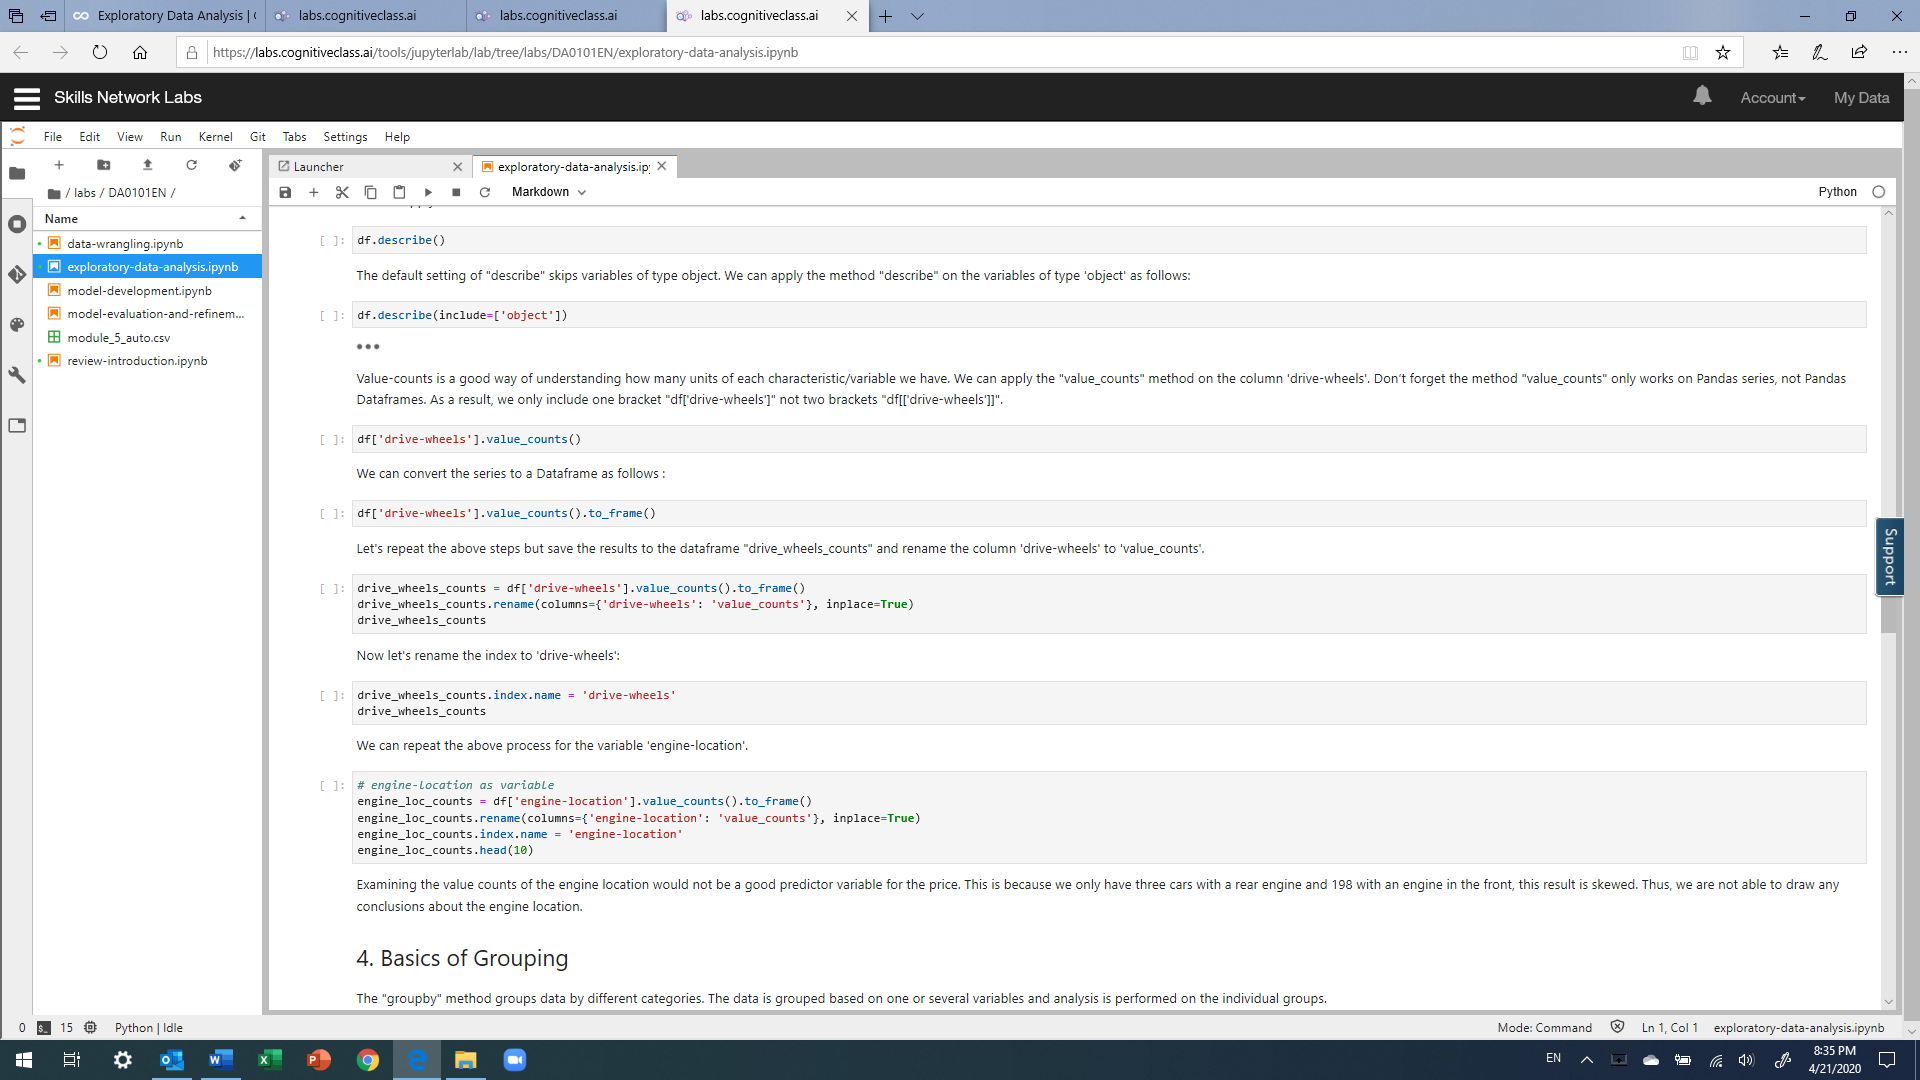 Exploratory Data Analysis | (
labs.cognitiveclass.ai
labs.cognitiveclass.ai
labs.cognitiveclass.ai
https://labs.cognitiveclass.ai/tools/jupyterlab/lab/tree/labs/DA0101EN/exploratory-data-analysis.ipynb
Skills Network Labs
Account
My Data
File Edit View Run Kernel Git Tabs Settings Help
Launcher
exploratory-data-analysis.ip
/ labs / DA0101EN /
Markdown
Python
Name
data-wrangling.ipynb
exploratory-data-analysis.ipynb
model-development.ipynb
model-evaluation-and-refinem...
module_5_auto.csv
review-introduction.ipynb
[ ]: df.describe()
The default setting of "describe" skips variables of type object. We can apply the method "describe" on the variables of type 'object' as follows:
[ ]: df.describe(include=['object'])
•••
Value-counts is a good way of understanding how many units of each characteristic/variable we have. We can apply the "value_counts" method on the column 'drive-wheels'. Don't forget the method "value_counts" only works on Pandas series, not Pandas
Dataframes. As a result, we only include one bracket "df['drive-wheels']" not two brackets "df[['drive-wheels']]".
[ ]: df['drive-wheels'].value_counts()
We can convert the series to a Dataframe as follows :
[ ]: df['drive-wheels'].value_counts().to_frame()
Let's repeat the above steps but save the results to the dataframe "drive_wheels_counts" and rename the column 'drive-wheels' to 'value_counts'.
[ ]: drive_wheels_counts = df['drive-wheels'].value_counts().to_frame()
drive_wheels_counts.rename(columns={'drive-wheels': 'value_counts'}, inplace=True)
drive_wheels_counts
Now let's rename the index to 'drive-wheels':
[ ]: drive_wheels_counts.index.name = 'drive-wheels'
drive_wheels_counts
We can repeat the above process for the variable 'engine-location'.
[ ]: # engine-location as variable
engine_loc_counts = df['engine-location'].value_counts().to_frame()
engine_loc_counts.rename(columns={'engine-location': 'value_counts'}, inplace=True)
engine_loc_counts.index.name = 'engine-location'
engine_loc_counts.head(10)
Examining the value counts of the engine location would not be a good predictor variable for the price. This is because we only have three cars with a rear engine and 198 with an engine in the front, this result is skewed. Thus, we are not able to draw any
conclusions about the engine location.
4. Basics of Grouping
The "groupby" method groups data by different categories. The data is grouped based on one or several variables and analysis is performed on the individual groups.
Support
0 $_ 15 Python | Idle
Mode: Command Ln 1, Col 1 exploratory-data-analysis.ipynb
EN
8:35 PM
4/21/2020